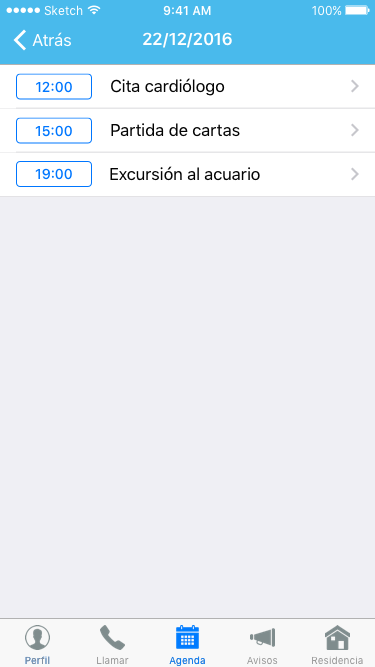 Sketch 9:41 AM 100%
Atrás 22/12/2016
12:00 Cita cardiólogo
15:00 Partida de cartas
19:00 Excursión al acuario
Perfil Llamar Agenda Avisos Residencia